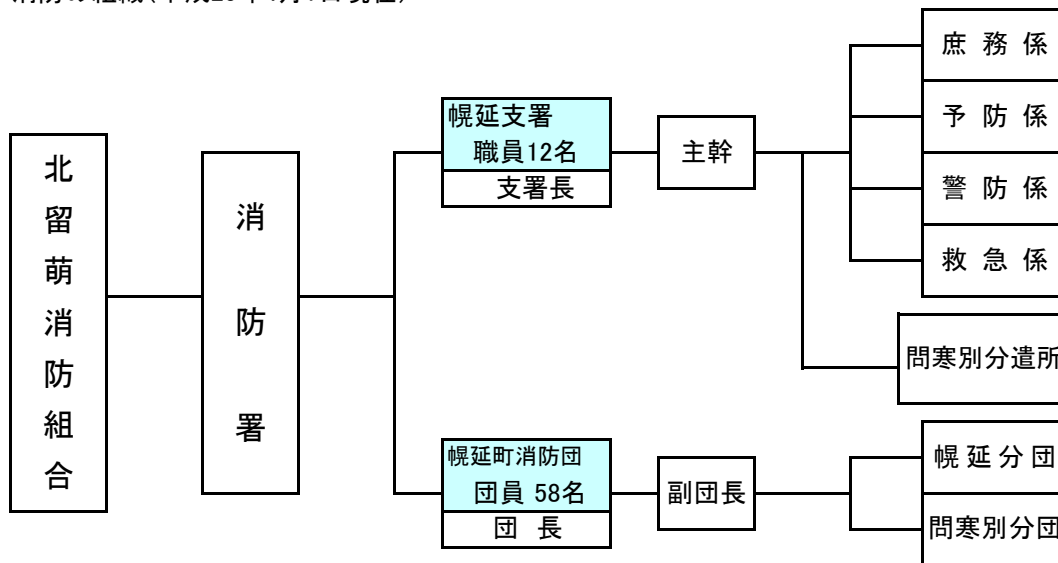 北留萌消防組合
消防署
幌延支署
職員12名
支署長
主幹
庶務係
予防係
警防係
救急係
問寒別分遣所
幌延町消防団
団員 58名
団 長
副団長
幌延分団
問寒別分団